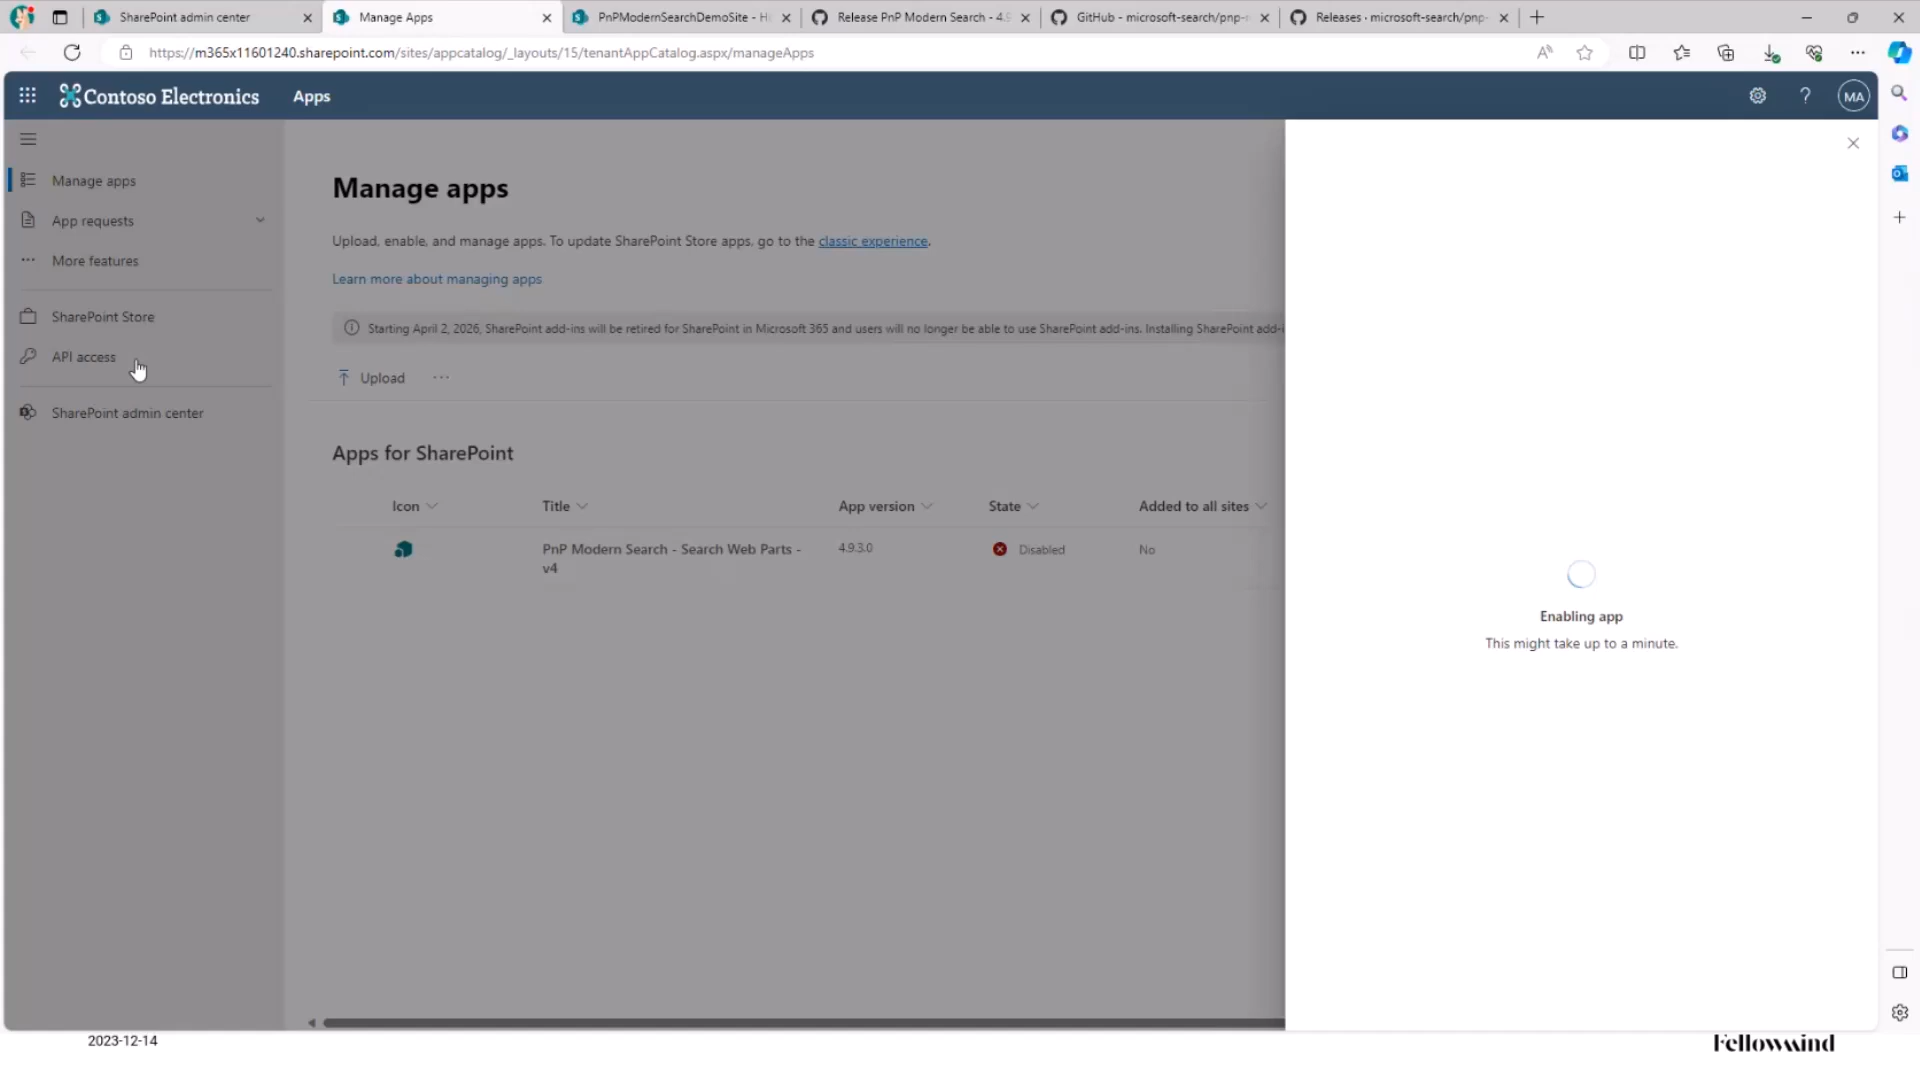 SharePoint admin center
Manage Apps
PnPModernSearchDemoSite - H
Release PnP Modern Search - 4.9
GitHub - microsoft-search/pnp-
Releases · microsoft-search/pnp-
https://m365x11601240.sharepoint.com/sites/appcatalog/_layouts/15/tenantAppCatalog.aspx/manageApps
Contoso Electronics
Apps
?
MA
Manage apps
App requests
More features
SharePoint Store
API access
SharePoint admin center
Manage apps
Upload, enable, and manage apps. To update SharePoint Store apps, go to the classic experience.
Learn more about managing apps
Starting April 2, 2026, SharePoint add-ins will be retired for SharePoint in Microsoft 365 and users will no longer be able to use SharePoint add-ins. Installing SharePoint add-i
Upload
Apps for SharePoint
Icon Title App version State Added to all sites
PnP Modern Search - Search Web Parts - 4.9.3.0 Disabled No
v4
Enabling app
This might take up to a minute.
2023-12-14
Fellowmind